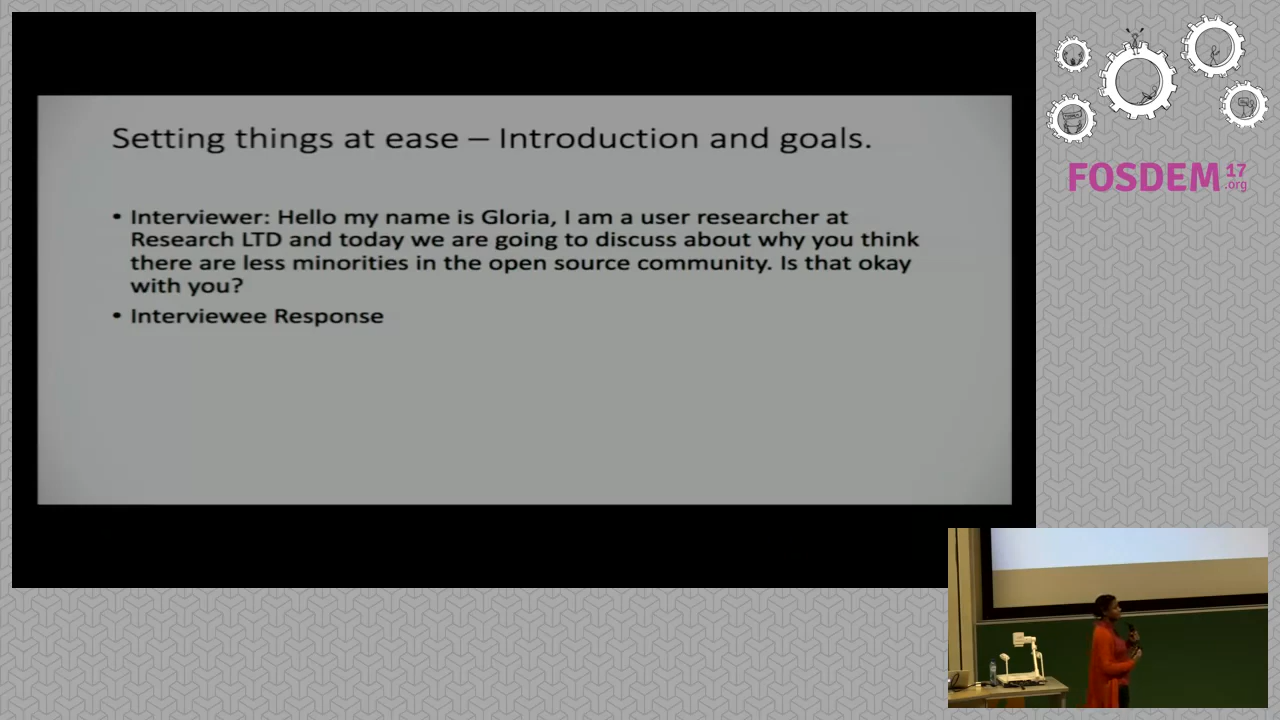 Setting things at ease – Introduction and goals.
• Interviewer: Hello my name is Gloria, I am a user researcher at
Research LTD and today we are going to discuss about why you think
there are less minorities in the open source community. Is that okay
with you?
• Interviewee Response
FOSDEM 17
.org